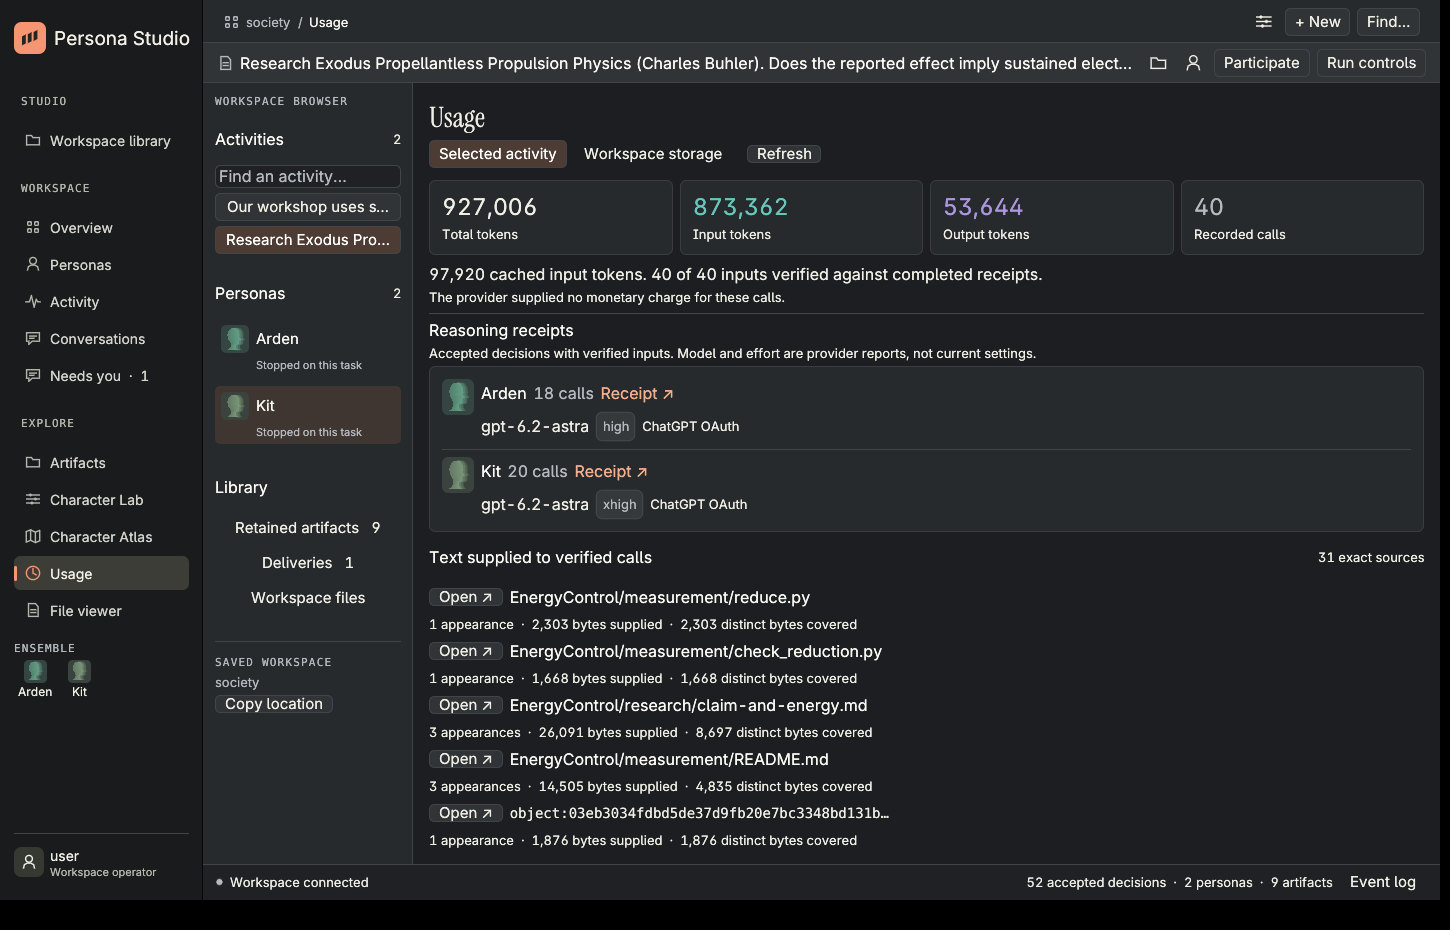 Persona Studio
STUDIO
Workspace library
WORKSPACE
Overview
Personas
Activity
Conversations
Needs you · 1
EXPLORE
Artifacts
Character Lab
Character Atlas
Usage
File viewer
ENSEMBLE
Arden Kit
user
Workspace operator
society / Usage
+ New Find...
Research Exodus Propellantless Propulsion Physics (Charles Buhler). Does the reported effect imply sustained elect...
Participate Run controls
WORKSPACE BROWSER
Activities 2
Find an activity...
Our workshop uses s...
Research Exodus Pro...
Personas 2
Arden
Stopped on this task
Kit
Stopped on this task
Library
Retained artifacts 9
Deliveries 1
Workspace files
SAVED WORKSPACE
society
Copy location
Usage
Selected activity Workspace storage Refresh
927,006
Total tokens
873,362
Input tokens
53,644
Output tokens
40
Recorded calls
97,920 cached input tokens. 40 of 40 inputs verified against completed receipts.
The provider supplied no monetary charge for these calls.
Reasoning receipts
Accepted decisions with verified inputs. Model and effort are provider reports, not current settings.
Arden 18 calls Receipt ↗
gpt-6.2-astra high ChatGPT OAuth
Kit 20 calls Receipt ↗
gpt-6.2-astra xhigh ChatGPT OAuth
Text supplied to verified calls 31 exact sources
Open ↗ EnergyControl/measurement/reduce.py
1 appearance · 2,303 bytes supplied · 2,303 distinct bytes covered
Open ↗ EnergyControl/measurement/check_reduction.py
1 appearance · 1,668 bytes supplied · 1,668 distinct bytes covered
Open ↗ EnergyControl/research/claim-and-energy.md
3 appearances · 26,091 bytes supplied · 8,697 distinct bytes covered
Open ↗ EnergyControl/measurement/README.md
3 appearances · 14,505 bytes supplied · 4,835 distinct bytes covered
Open ↗ object:03eb3034fdbd5de37d9fb20e7bc3348bd131b…
1 appearance · 1,876 bytes supplied · 1,876 distinct bytes covered
Workspace connected
52 accepted decisions · 2 personas · 9 artifacts Event log